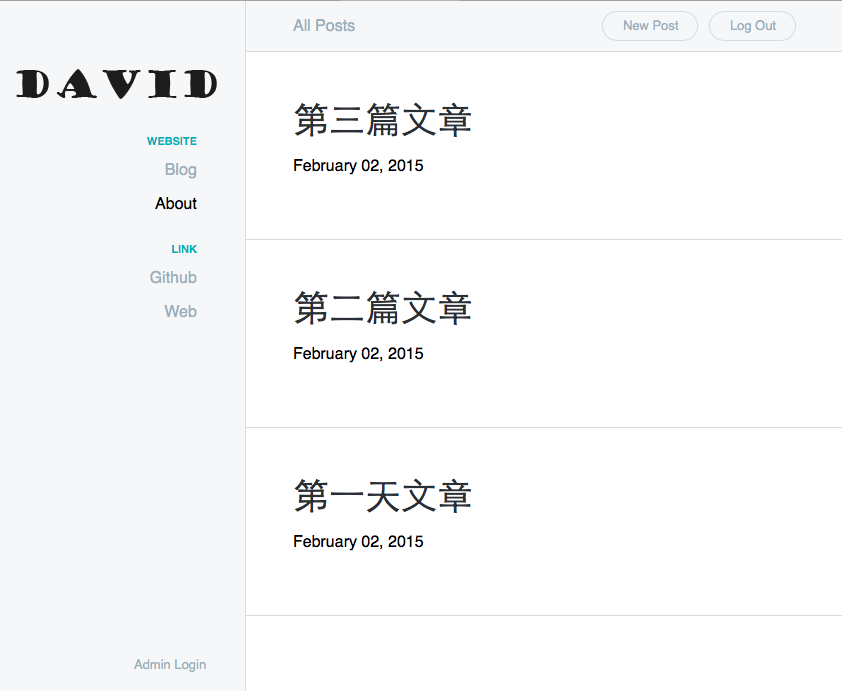 DAVID
WEBSITE
Blog
About
LINK
Github
Web
Admin Login
All Posts
New Post
Log Out
第三篇文章
February 02, 2015
第二篇文章
February 02, 2015
第一天文章
February 02, 2015